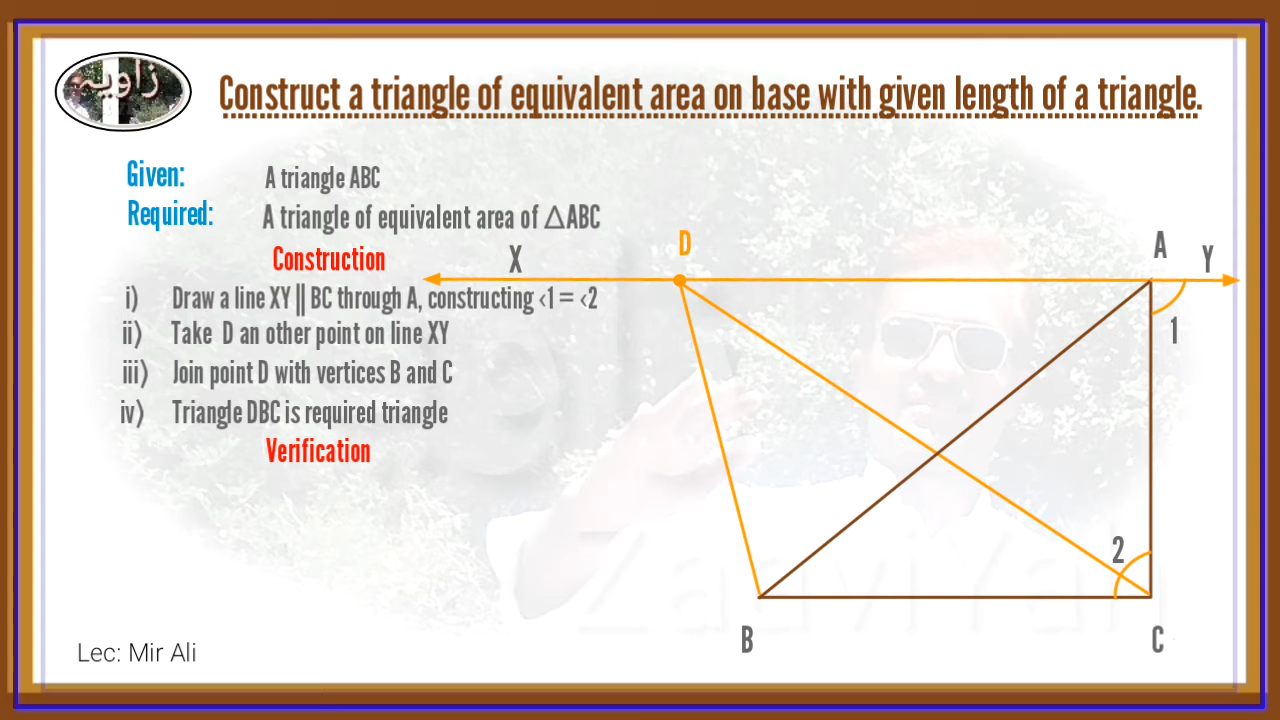 زاویہ
Construct a triangle of equivalent area on base with given length of a triangle.
Given: A triangle ABC
Required: A triangle of equivalent area of △ABC
Construction
i) Draw a line XY || BC through A, constructing <1 = <2
ii) Take D an other point on line XY
iii) Join point D with vertices B and C
iv) Triangle DBC is required triangle
Verification
X D A Y
1
2
B C
Lec: Mir Ali